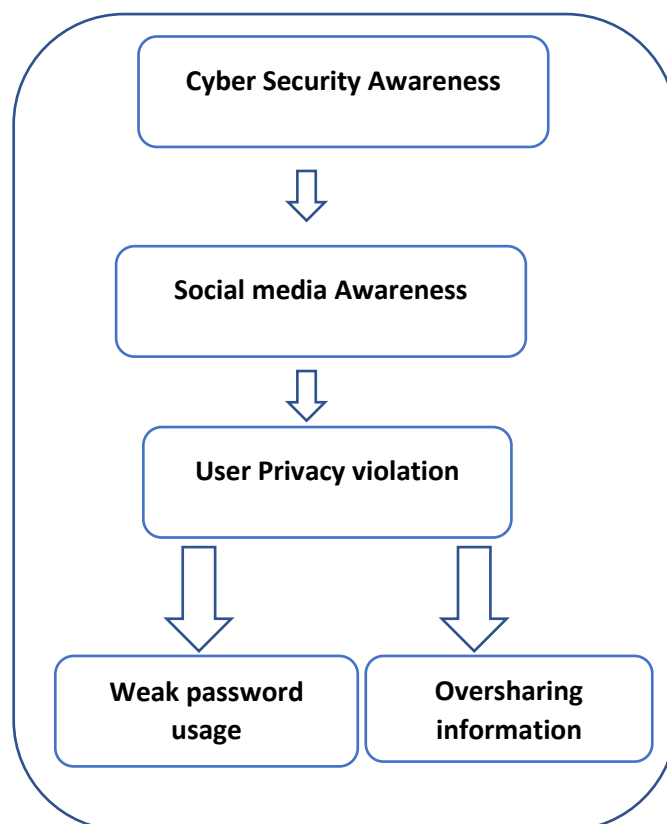 Cyber Security Awareness
Social media Awareness
User Privacy violation
Weak password
usage
Oversharing
information